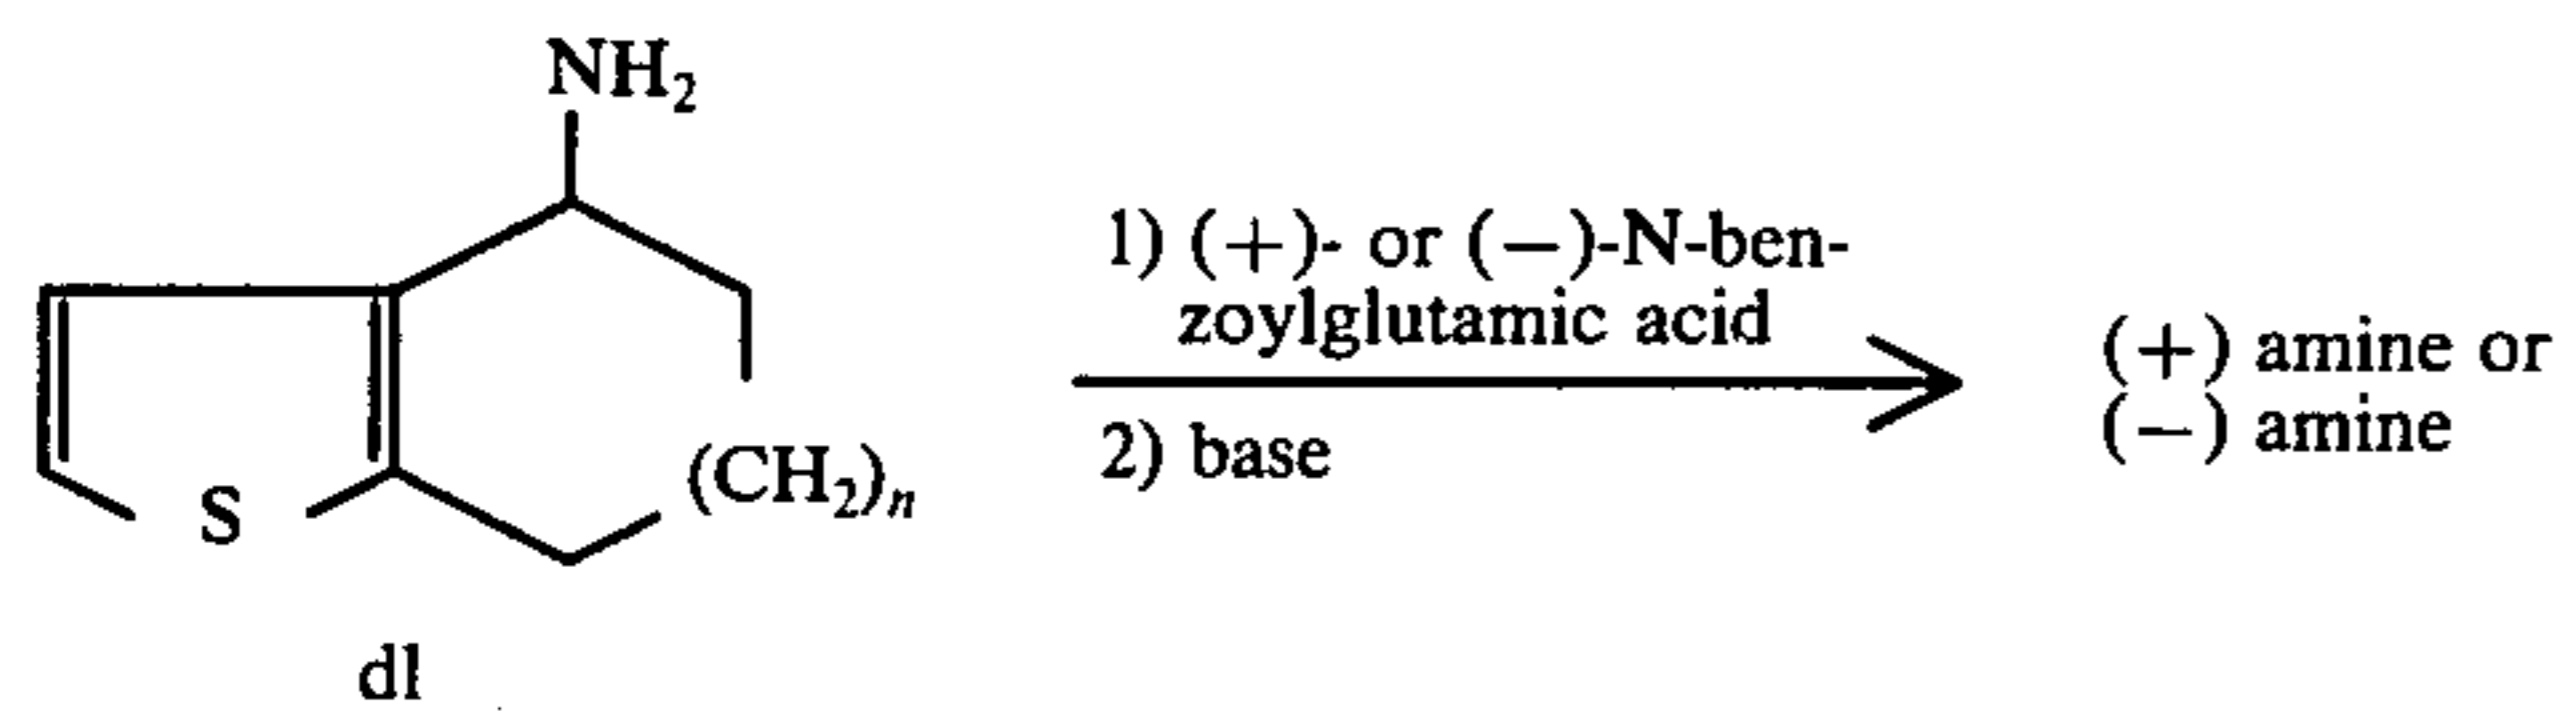 NH₂
1) (+)- or (−)-N-ben-
zoylglutamic acid
(+) amine or
(−) amine
2) base
(CH₂)ₙ
S
dl